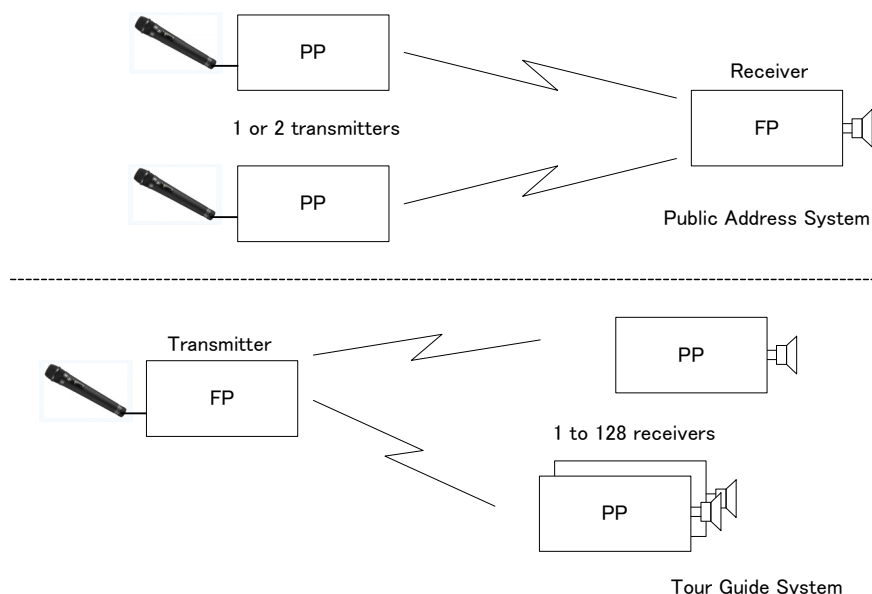 PP
Receiver
FP
1 or 2 transmitters
PP
Public Address System
Transmitter
FP
PP
1 to 128 receivers
PP
Tour Guide System